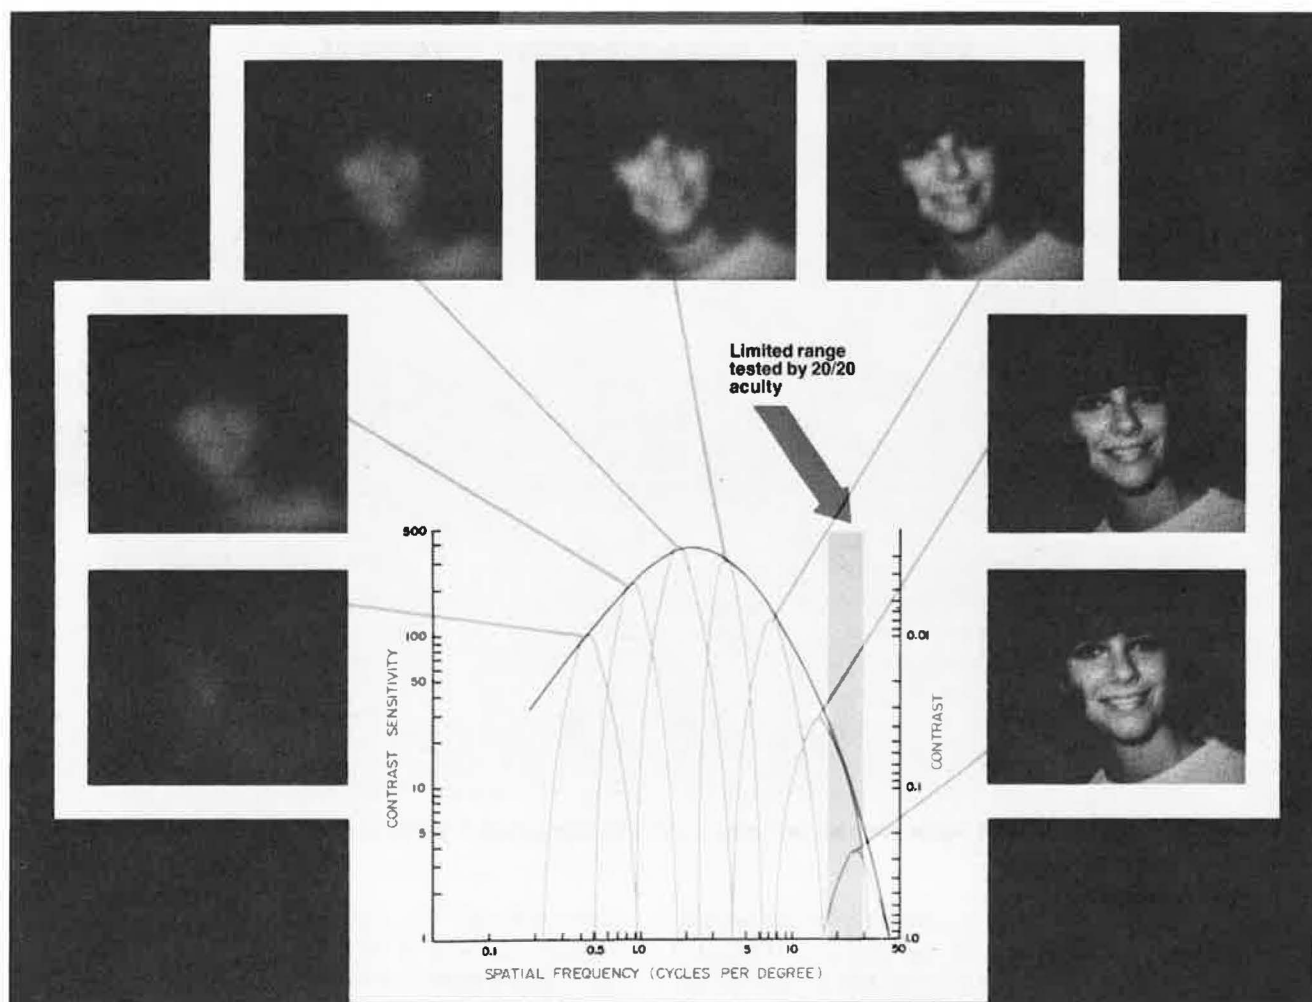 Limited range
tested by 20/20
acuity
500
100
50
10
5
1
CONTRAST SENSITIVITY
0.01
0.1
1.0
CONTRAST
0.1
0.5
1.0
5
10
50
SPATIAL FREQUENCY (CYCLES PER DEGREE)